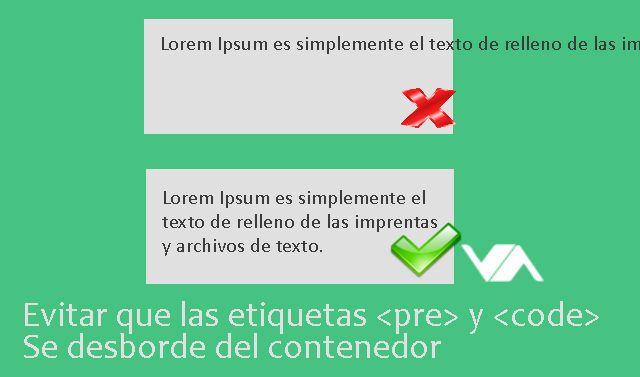 Lorem Ipsum es simplemente el texto de relleno de las im
Lorem Ipsum es simplemente el
texto de relleno de las imprentas
y archivos de texto.
Evitar que las etiquetas <pre> y <code>
Se desborde del contenedor